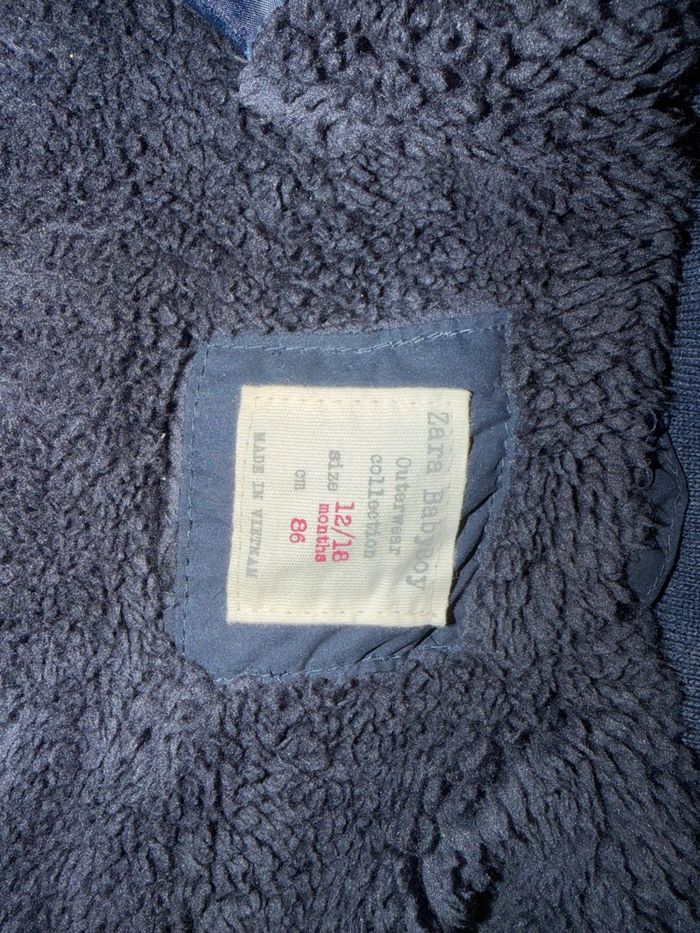 Zara Babyboy
Outerwear
collection
size 12/18
months
cm 86
MADE IN VIETNAM